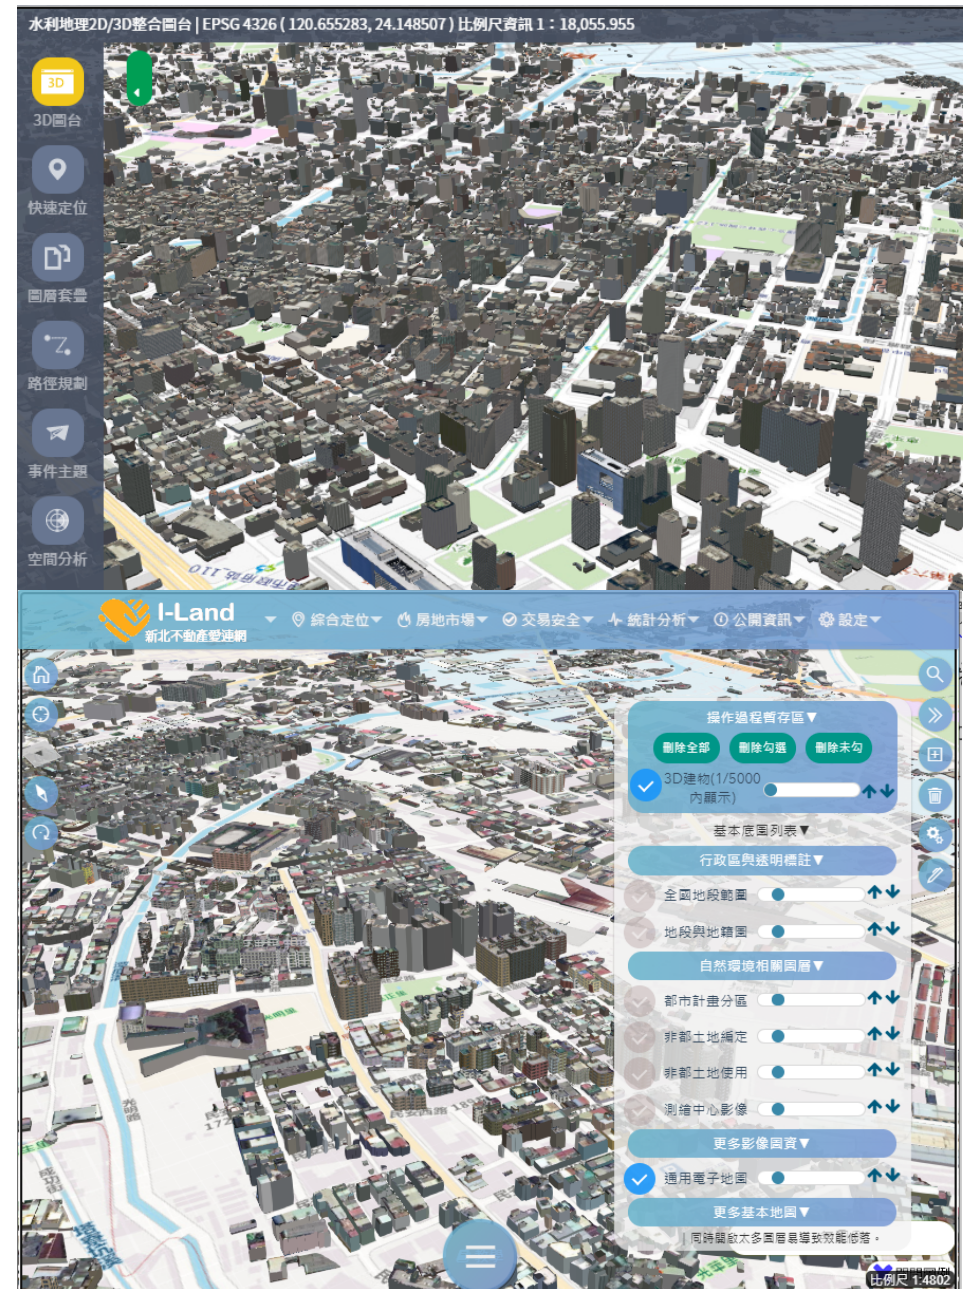 水利地理2D/3D整合圖台 | EPSG 4326 ( 120.655283, 24.148507 ) 比例尺資訊 1：18,055.955
3D
3D圖台
快速定位
圖層套疊
路徑規劃
事件主題
空間分析
I-Land
新北不動產愛連網
綜合定位▼
房地市場▼
交易安全▼
統計分析▼
公開資訊▼
設定▼
操作過程暫存區▼
刪除全部
刪除勾選
刪除未勾
3D建物(1/5000
內顯示)
基本底圖列表▼
行政區與透明標註▼
全國地段範圍
地段與地籍圖
自然環境相關圖層▼
都市計畫分區
非都土地編定
非都土地使用
測繪中心影像
更多影像圖資▼
通用電子地圖
更多基本地圖▼
同時開啟太多圖層易導致效能低落。
光明路
民安西路
成功街
比例尺 1:4802